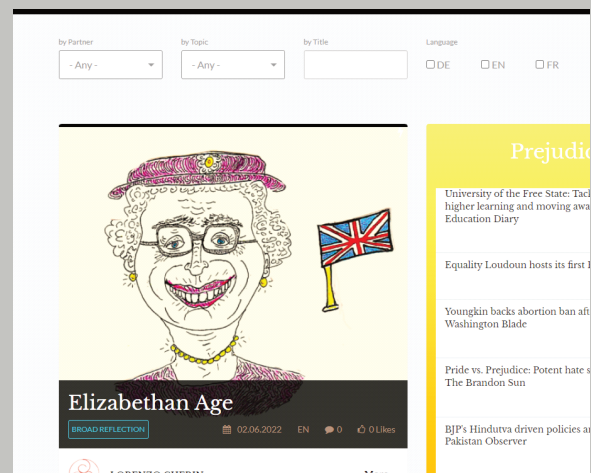 by Partner
by Topic
by Title
Language
- Any -
- Any -
DE
EN
FR
Prejudic
University of the Free State: Tack
higher learning and moving awa
Education Diary
Equality Loudoun hosts its first
Youngkin backs abortion ban aft
Washington Blade
Pride vs. Prejudice: Potent hate s
The Brandon Sun
BJP's Hindutva driven policies a
Pakistan Observer
Elizabethan Age
BROAD REFLECTION
02.06.2022
EN
0
0 Likes